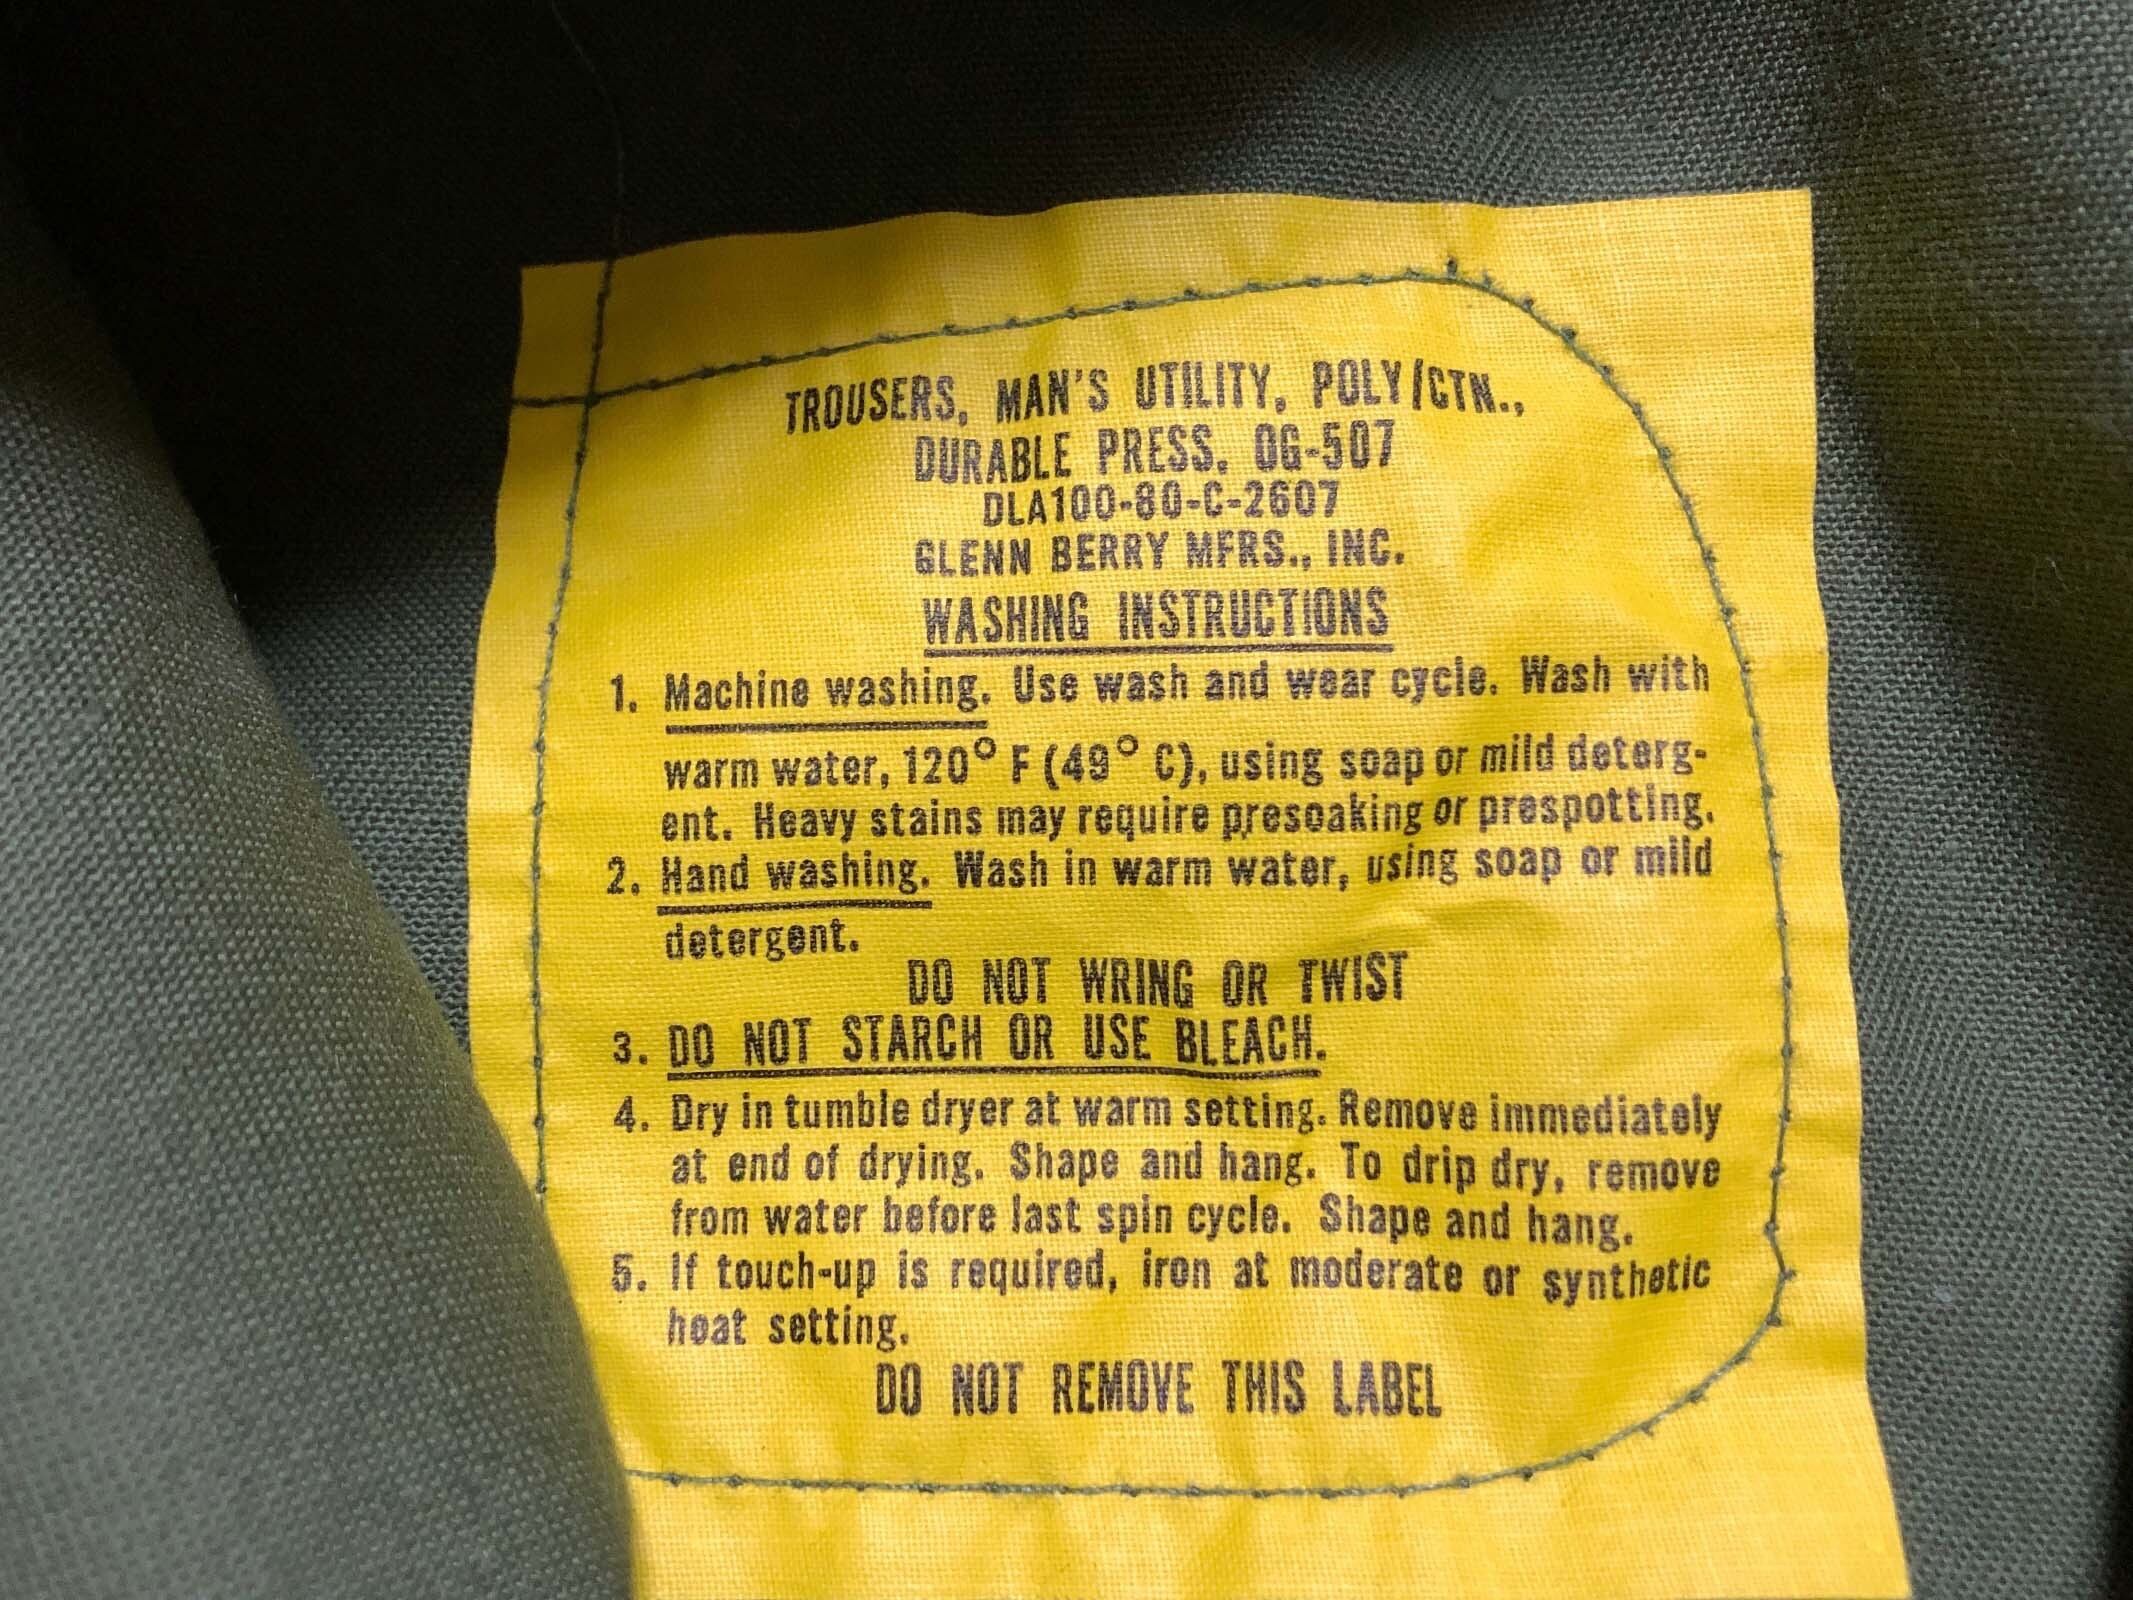 TROUSERS, MAN'S UTILITY, POLY/CTN.,
DURABLE PRESS. OG-507
DLA100-80-C-2607
GLENN BERRY MFRS., INC.
WASHING INSTRUCTIONS
1. Machine washing. Use wash and wear cycle. Wash with
warm water, 120° F (49° C), using soap or mild deterg-
ent. Heavy stains may require presoaking or prespotting.
2. Hand washing. Wash in warm water, using soap or mild
detergent.
DO NOT WRING OR TWIST
3. DO NOT STARCH OR USE BLEACH.
4. Dry in tumble dryer at warm setting. Remove immediately
at end of drying. Shape and hang. To drip dry, remove
from water before last spin cycle. Shape and hang.
5. If touch-up is required, iron at moderate or synthetic
heat setting.
DO NOT REMOVE THIS LABEL